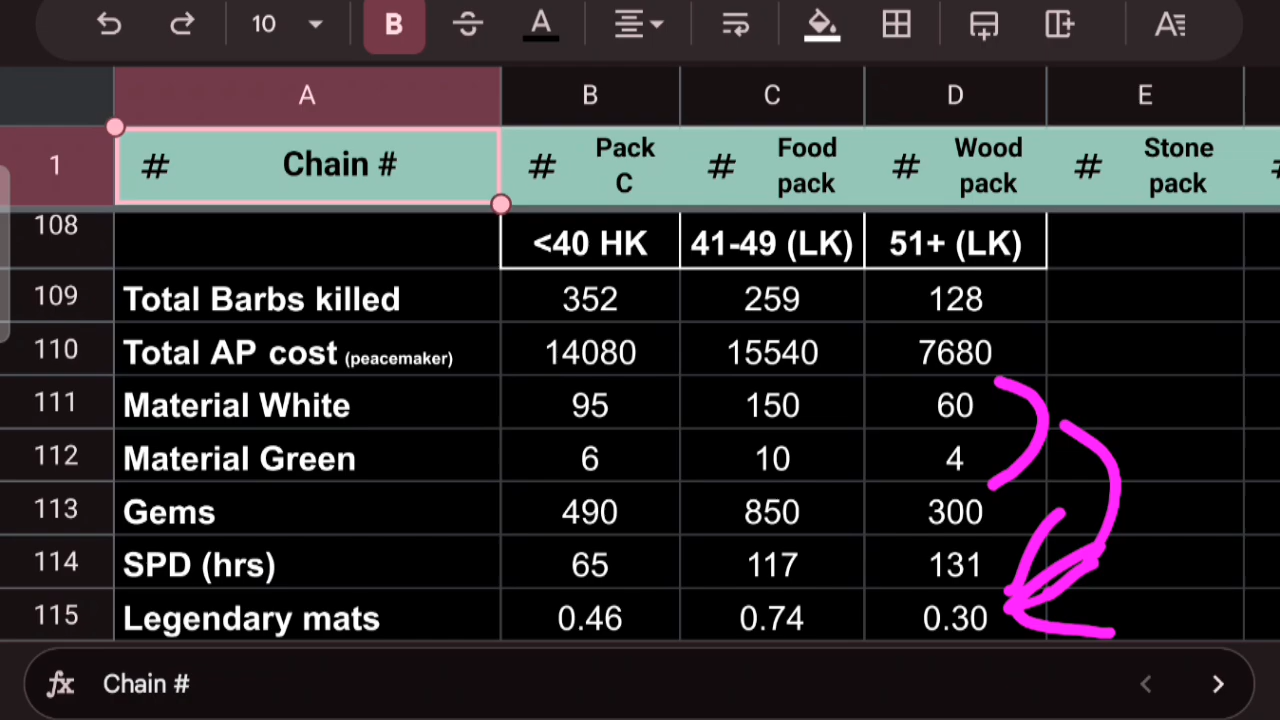 10 B S A A
A B C D E
1 # Chain # # Pack C # Food pack # Wood pack # Stone pack
108 <40 HK 41-49 (LK) 51+ (LK)
109 Total Barbs killed 352 259 128
110 Total AP cost (peacemaker) 14080 15540 7680
111 Material White 95 150 60
112 Material Green 6 10 4
113 Gems 490 850 300
114 SPD (hrs) 65 117 131
115 Legendary mats 0.46 0.74 0.30
fx Chain #